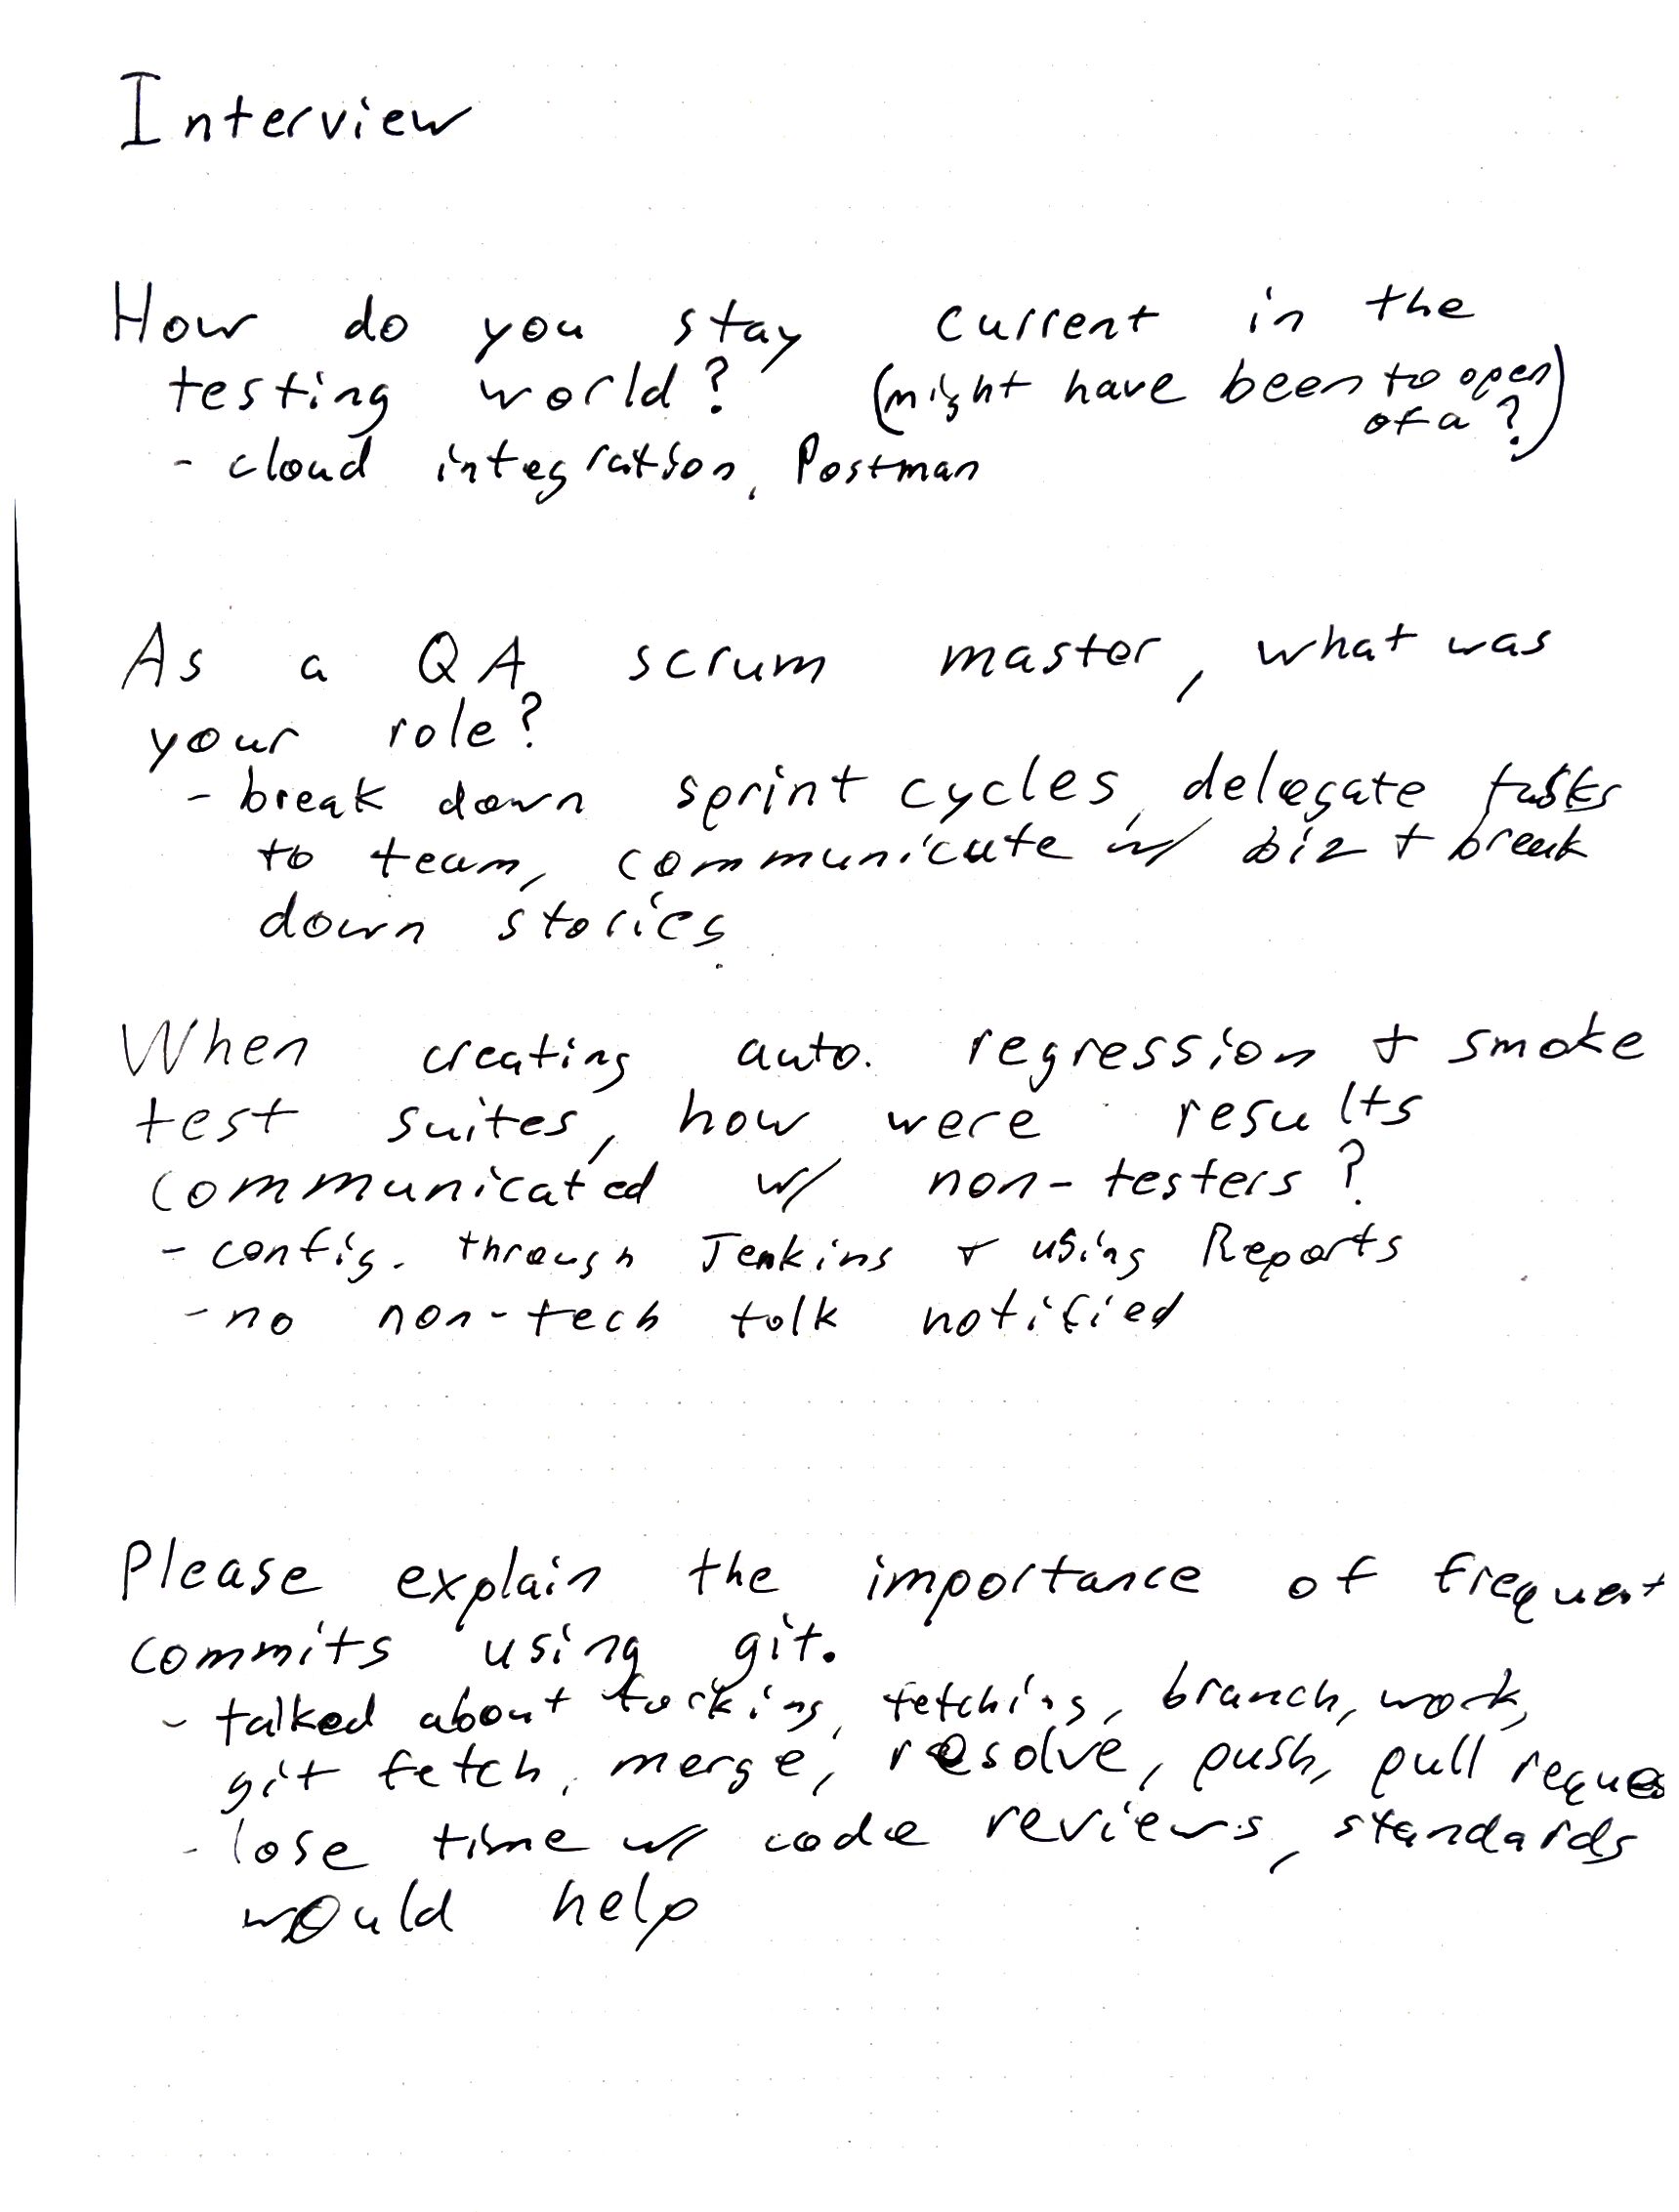 Interview
How do you stay current in the
testing world? (might have been to open
of a ?)
- cloud integration, Postman
As a QA scrum master, what was
your role?
- break down sprint cycles, delegate tasks
to team, communicate w/ biz + break
down stories
When creating auto. regression + smoke
test suites, how were results
communicated w/ non-testers?
- config. through Jenkins + using Reports
- no non-tech folk notified
Please explain the importance of frequent
commits using git.
- talked about forking, fetching, branch, work,
git fetch, merge, resolve, push, pull reques
- lose time w/ code reviews, standards
would help